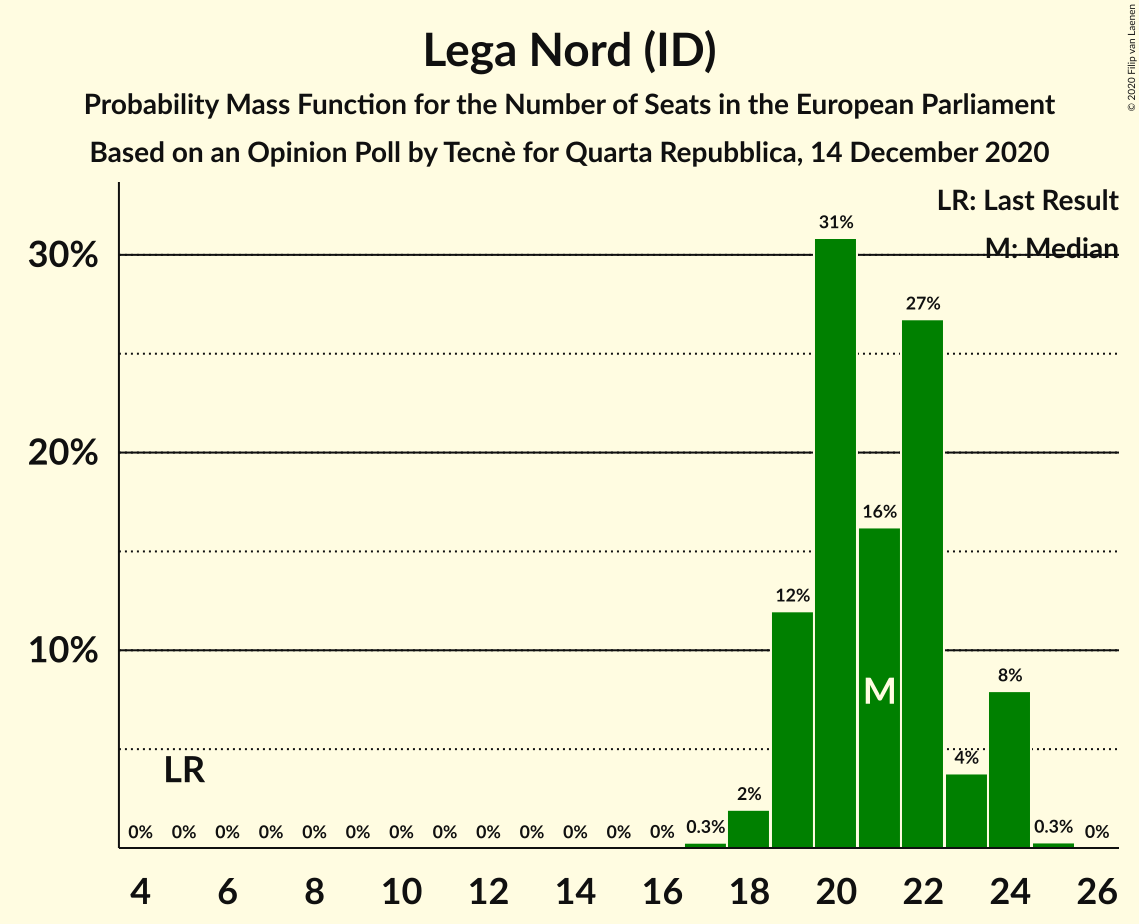 Lega Nord (ID)
Probability Mass Function for the Number of Seats in the European Parliament
Based on an Opinion Poll by Tecnè for Quarta Repubblica, 14 December 2020
© 2020 Filip van Laenen
LR: Last Result
M: Median
30%
20%
10%
0% 0% 0% 0% 0% 0% 0% 0% 0% 0% 0% 0% 0% 0.3% 2% 12% 31% 16% 27% 4% 8% 0.3% 0%
LR
M
4 6 8 10 12 14 16 18 20 22 24 26